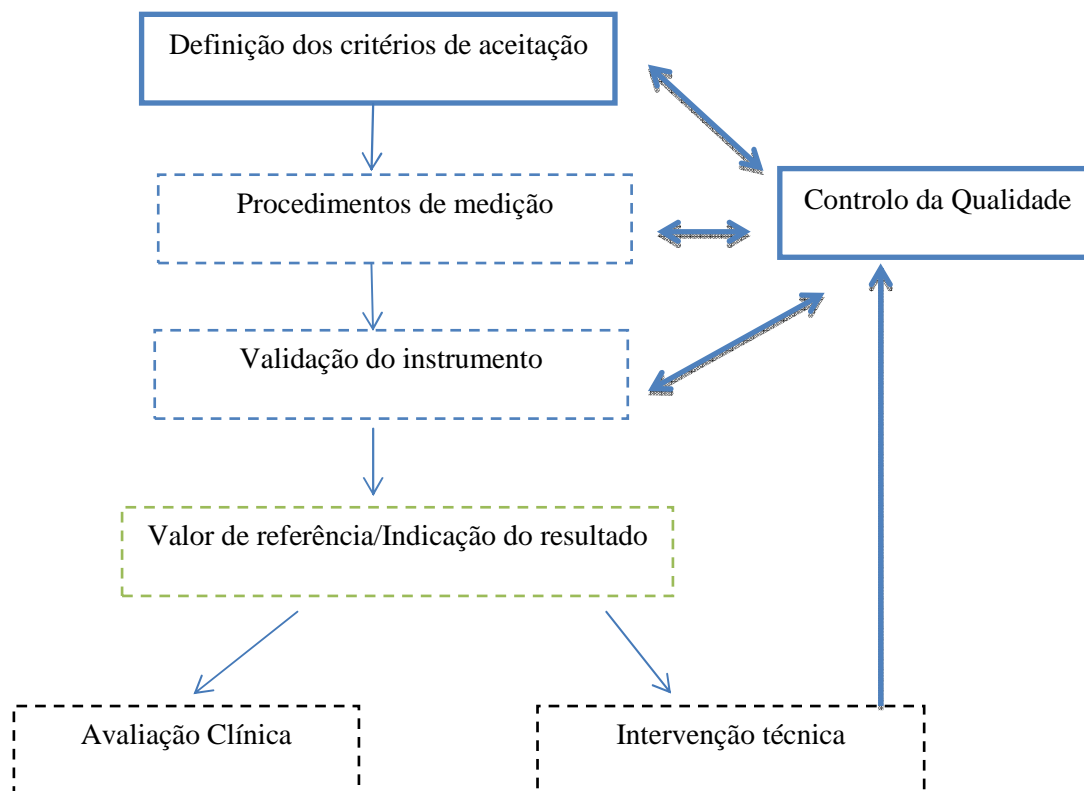 Definição dos critérios de aceitação
Procedimentos de medição
Controlo da Qualidade
Validação do instrumento
Valor de referência/Indicação do resultado
Avaliação Clínica
Intervenção técnica